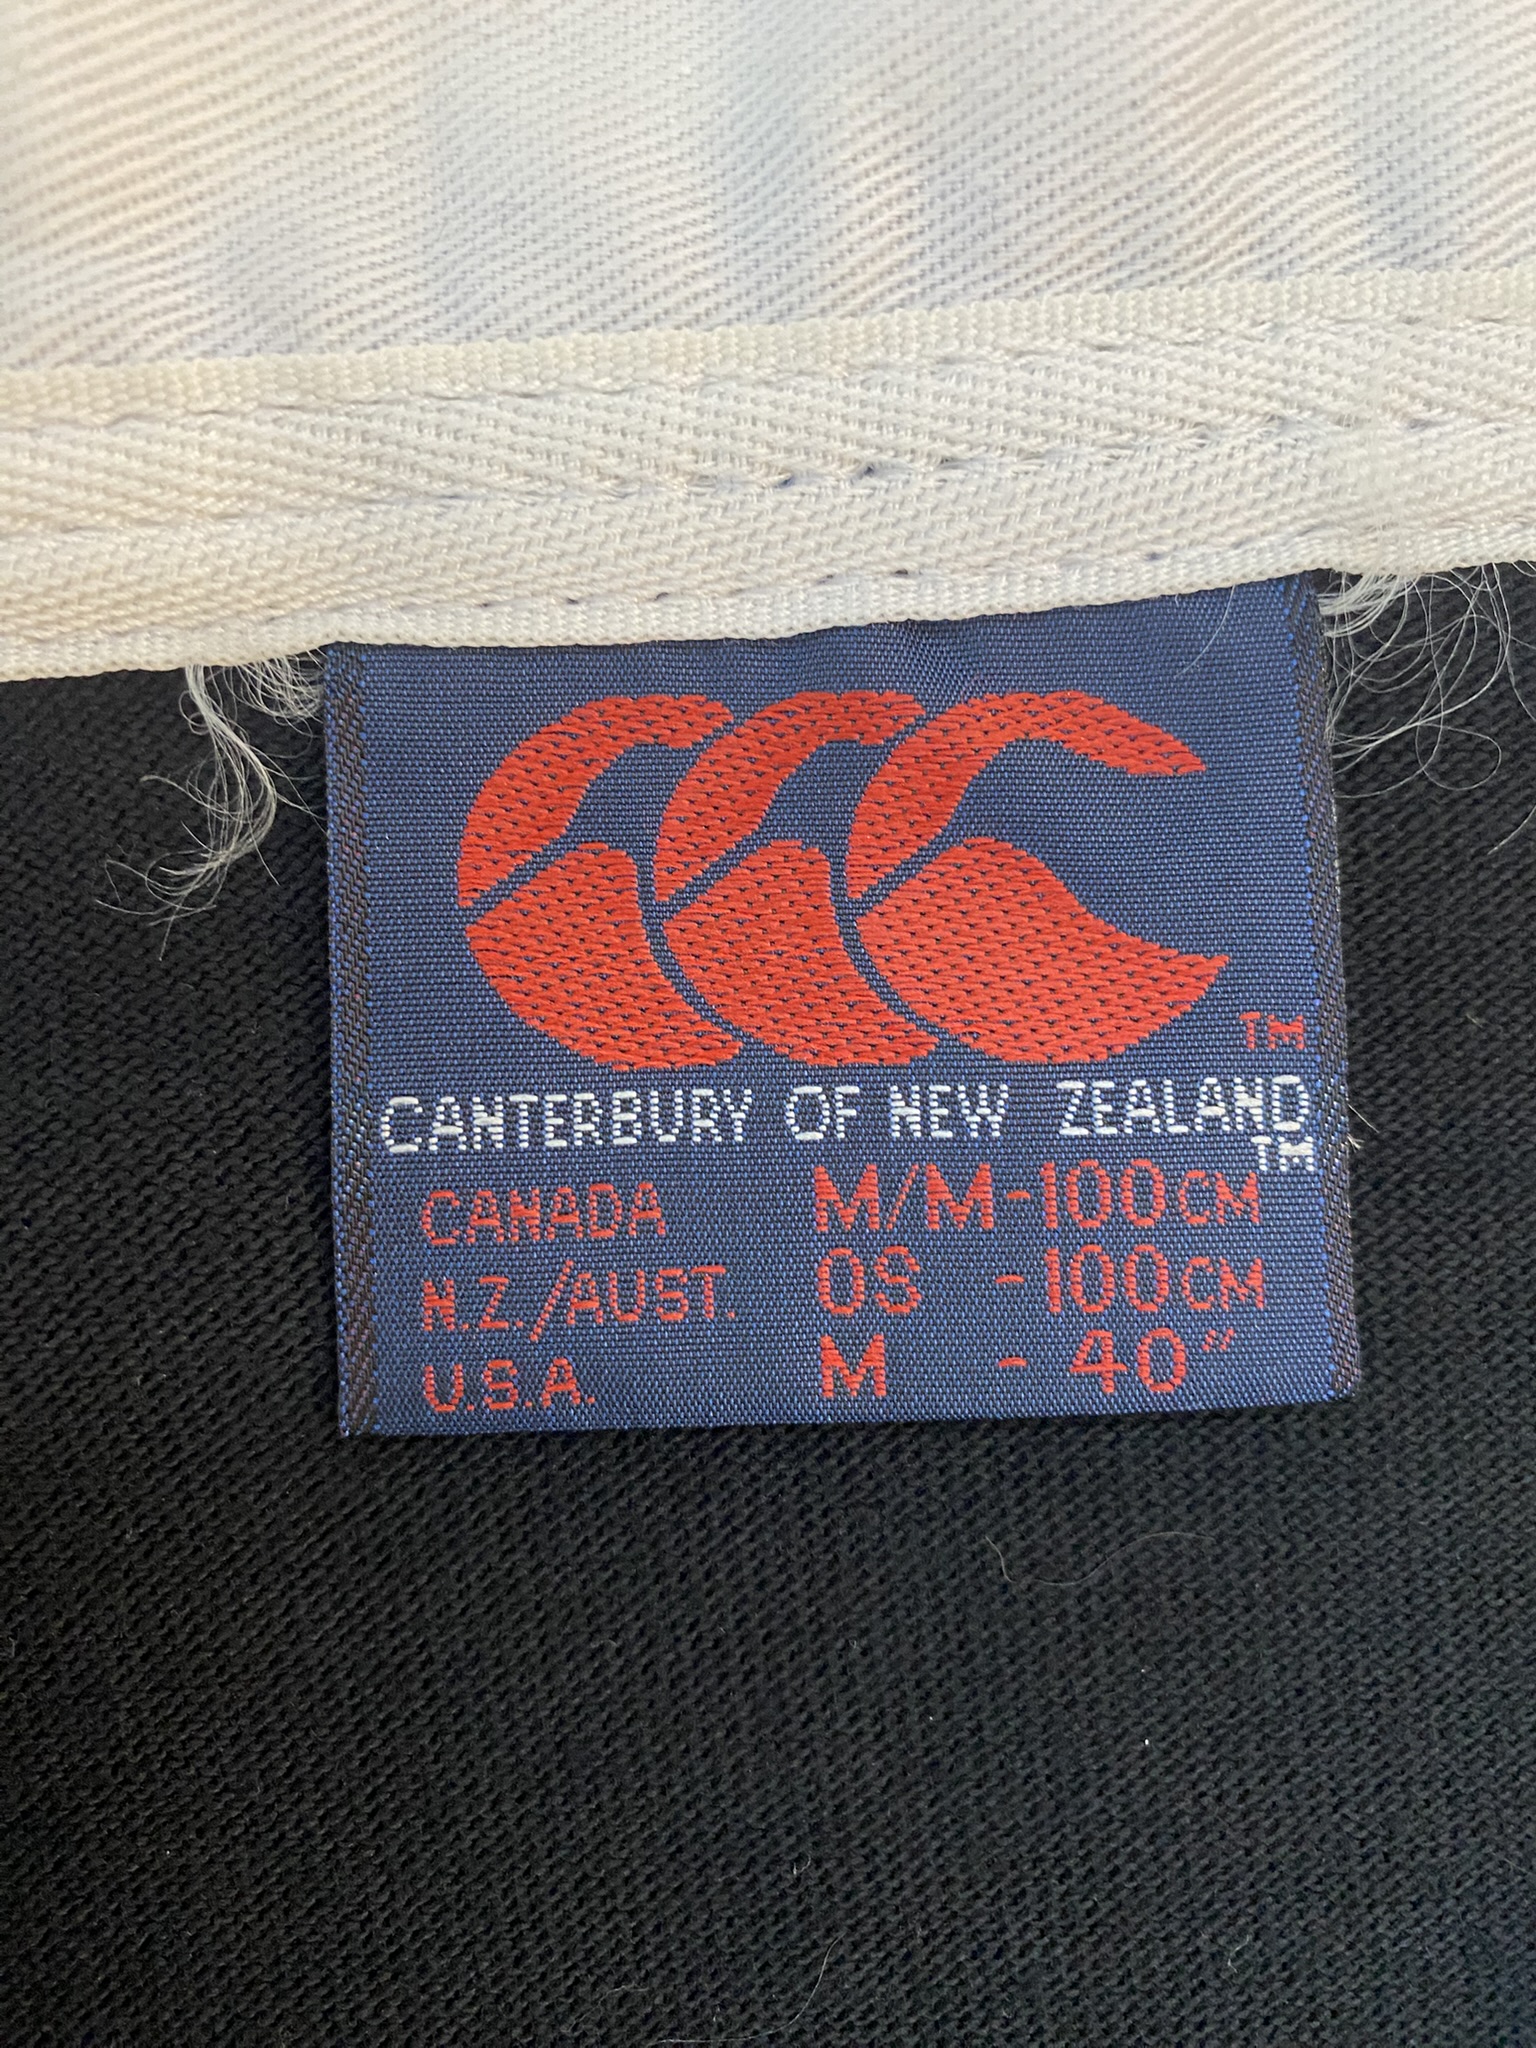 TM
CANTERBURY OF NEW ZEALAND
TM
CANADA M/M-100CM
N.Z./AUST. OS - 100CM
U.S.A. M - 40"